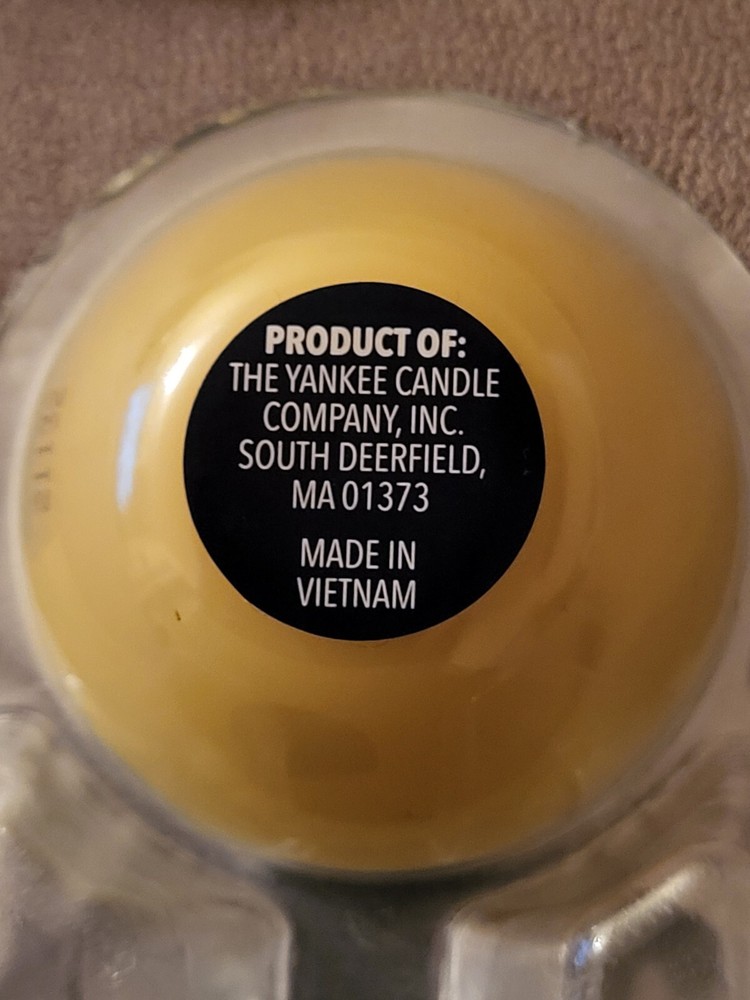 PRODUCT OF:
THE YANKEE CANDLE
COMPANY, INC.
SOUTH DEERFIELD,
MA 01373
MADE IN
VIETNAM